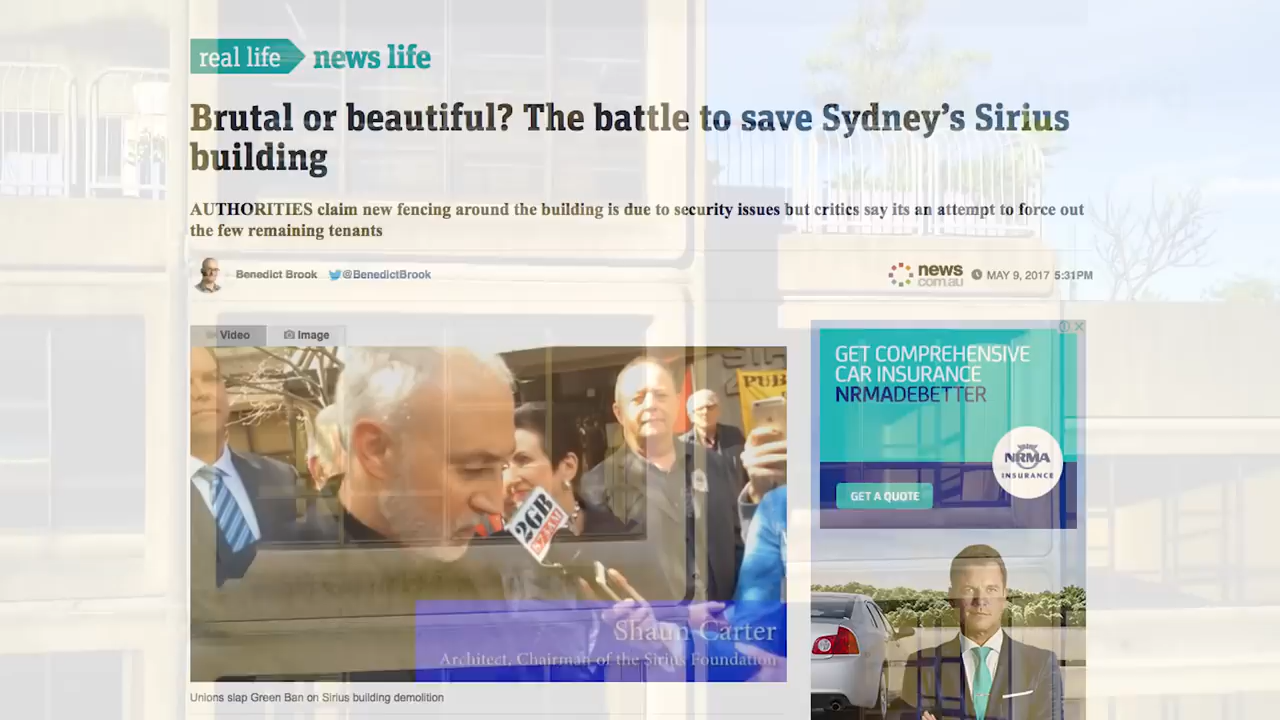 real life news life
Brutal or beautiful? The battle to save Sydney's Sirius
building
AUTHORITIES claim new fencing around the building is due to security issues but critics say its an attempt to force out
the few remaining tenants
Benedict Brook @BenedictBrook
news
com.au
MAY 9, 2017 5:31PM
Video Image
PUB
2GB
GET COMPREHENSIVE
CAR INSURANCE
NRMADEBETTER
NRMA
INSURANCE
GET A QUOTE
Shaun Carter
Architect, Chairman of the Sirius Foundation
Unions slap Green Ban on Sirius building demolition